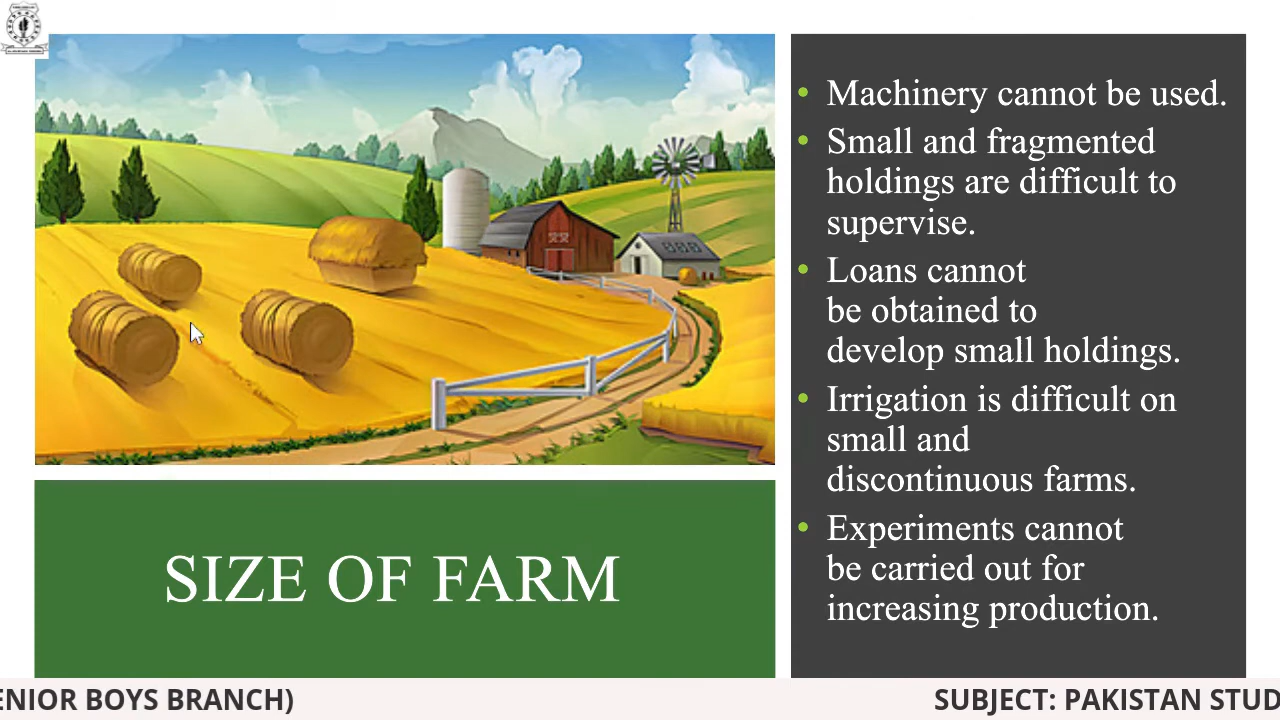 • Machinery cannot be used.
• Small and fragmented
holdings are difficult to
supervise.
• Loans cannot
be obtained to
develop small holdings.
• Irrigation is difficult on
small and
discontinuous farms.
• Experiments cannot
be carried out for
increasing production.
SIZE OF FARM
ENIOR BOYS BRANCH)
SUBJECT: PAKISTAN STUD